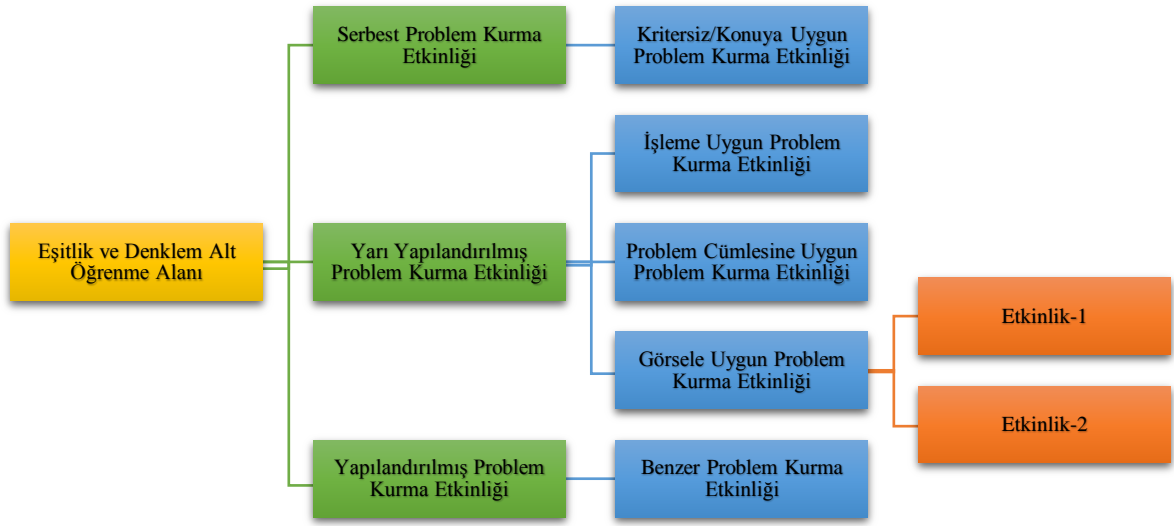 Serbest Problem Kurma
Etkinliği
Kritersiz/Konuya Uygun
Problem Kurma Etkinliği
İşleme Uygun Problem
Kurma Etkinliği
Eşitlik ve Denklem Alt
Öğrenme Alanı
Yarı Yapılandırılmış
Problem Kurma Etkinliği
Problem Cümlesine Uygun
Problem Kurma Etkinliği
Görsele Uygun Problem
Kurma Etkinliği
Etkinlik-1
Etkinlik-2
Yapılandırılmış Problem
Kurma Etkinliği
Benzer Problem Kurma
Etkinliği